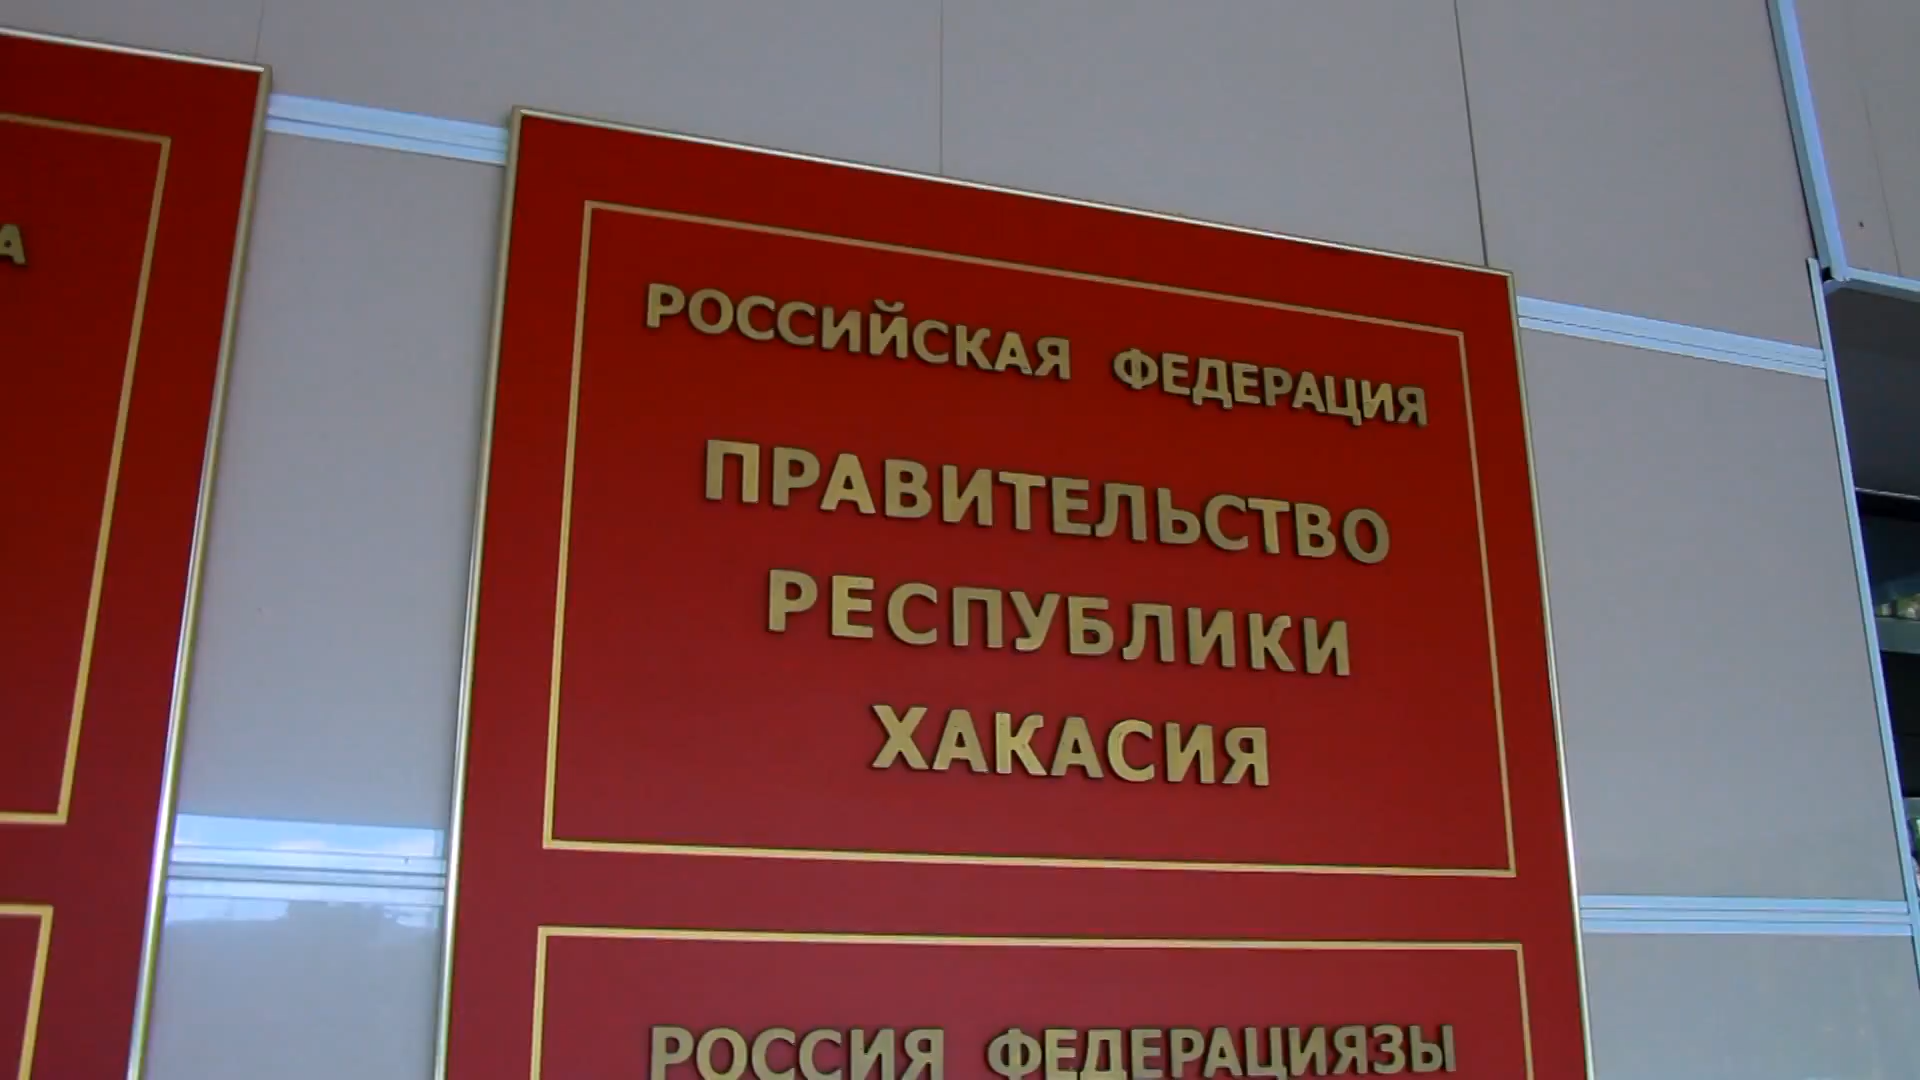 РОССИЙСКАЯ ФЕДЕРАЦИЯ
ПРАВИТЕЛЬСТВО
РЕСПУБЛИКИ
ХАКАСИЯ
РОССИЯ ФЕДЕРАЦИЯЗЫ